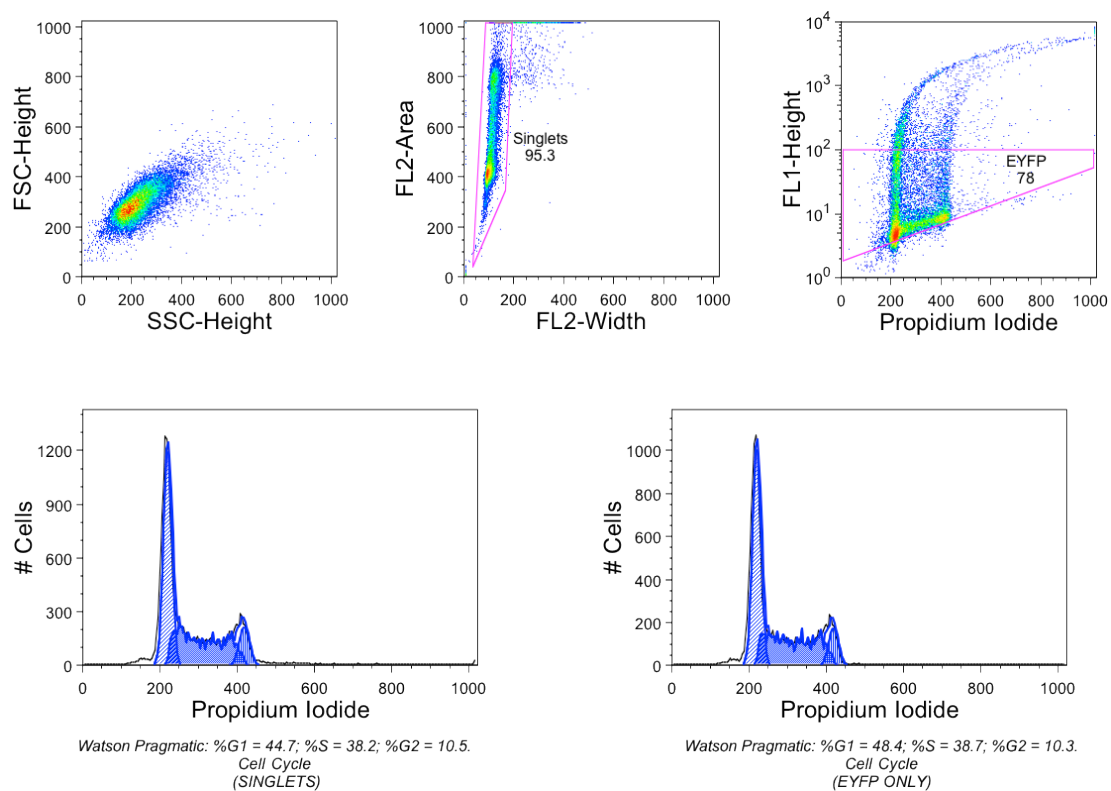 1000
800
600
400
200
0
FSC-Height
0 200 400 600 800 1000
SSC-Height
1000
800
600
400
200
0
FL2-Area
Singlets
95.3
0 200 400 600 800 1000
FL2-Width
10^4
10^3
10^2
10^1
10^0
FL1-Height
EYFP
78
0 200 400 600 800 1000
Propidium Iodide
1200
900
600
300
0
# Cells
0 200 400 600 800 1000
Propidium Iodide
Watson Pragmatic: %G1 = 44.7; %S = 38.2; %G2 = 10.5.
Cell Cycle
(SINGLETS)
1000
800
600
400
200
0
# Cells
0 200 400 600 800 1000
Propidium Iodide
Watson Pragmatic: %G1 = 48.4; %S = 38.7; %G2 = 10.3.
Cell Cycle
(EYFP ONLY)